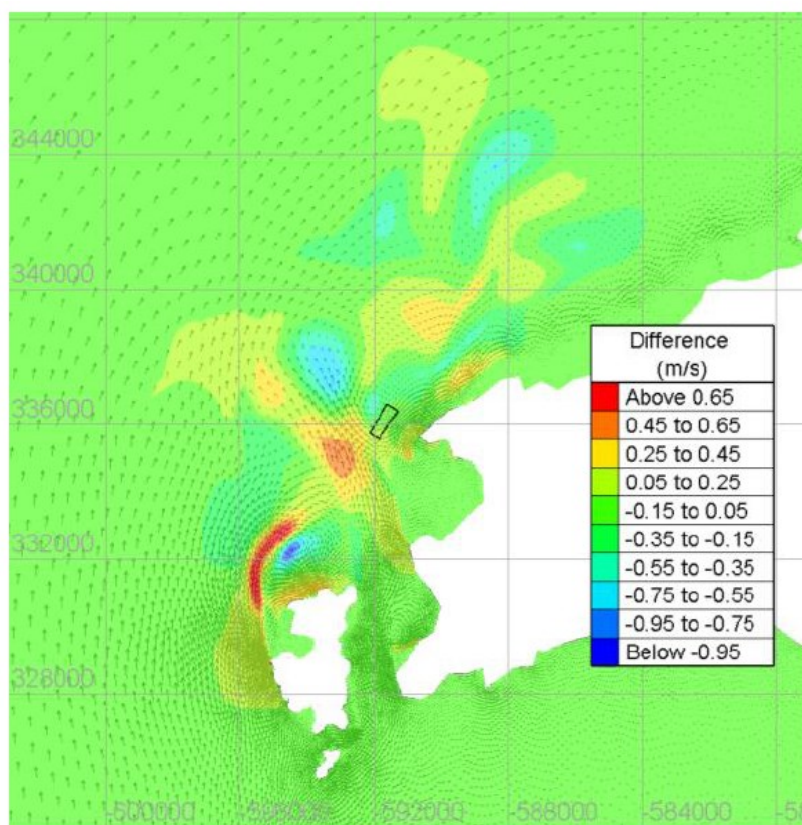 344000
340000
336000
332000
328000
Difference
(m/s)
Above 0.65
0.45 to 0.65
0.25 to 0.45
0.05 to 0.25
-0.15 to 0.05
-0.35 to -0.15
-0.55 to -0.35
-0.75 to -0.55
-0.95 to -0.75
Below -0.95
-600000 -596000 -592000 -588000 -584000